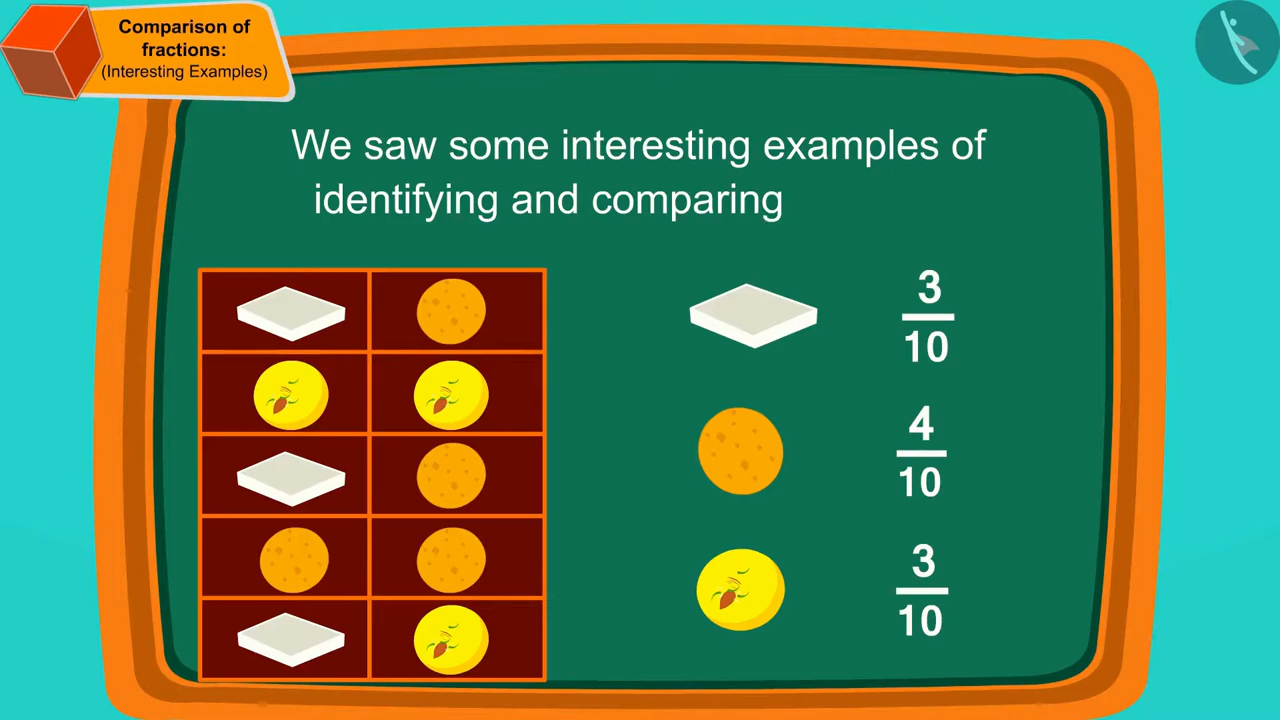 Comparison of
fractions:
(Interesting Examples)
We saw some interesting examples of
identifying and comparing
3
10
4
10
3
10